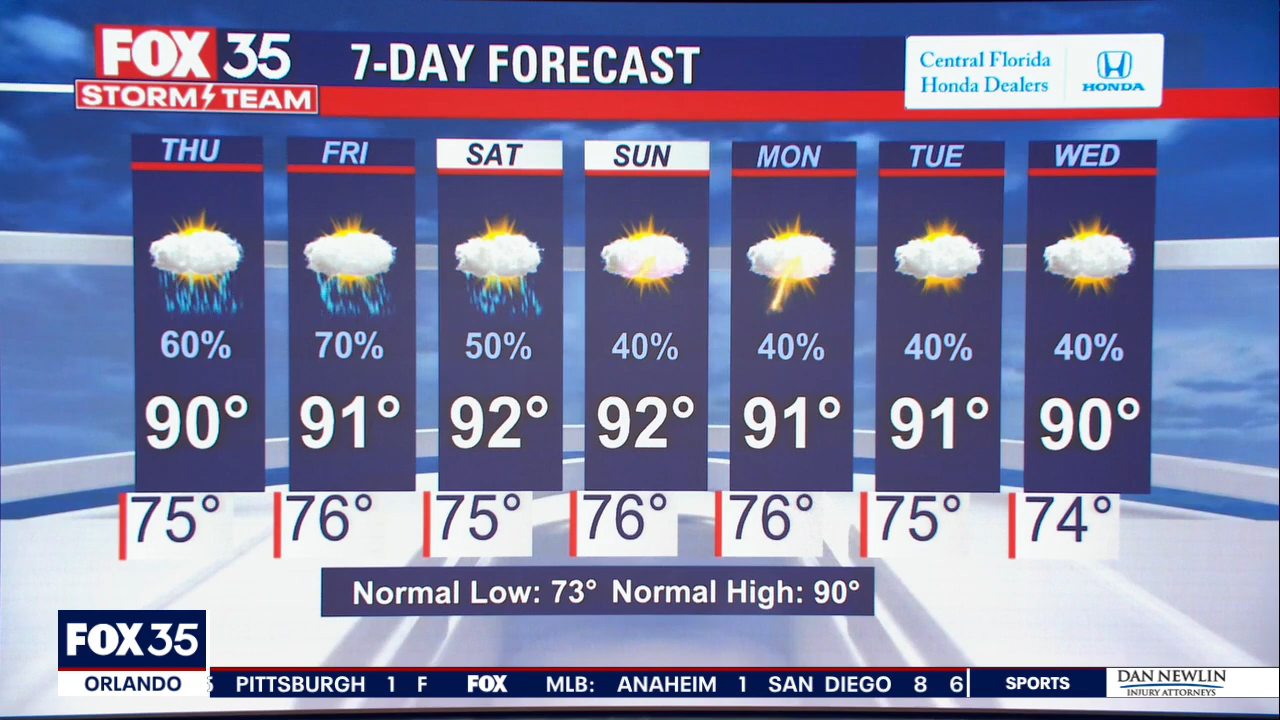 FOX 35
STORM TEAM
7-DAY FORECAST
Central Florida
Honda Dealers
HONDA
THU FRI SAT SUN MON TUE WED
60% 70% 50% 40% 40% 40% 40%
90° 91° 92° 92° 91° 91° 90°
75° 76° 75° 76° 76° 75° 74°
Normal Low: 73° Normal High: 90°
FOX 35
ORLANDO
PITTSBURGH 1 F FOX MLB: ANAHEIM 1 SAN DIEGO 8 6
SPORTS
DAN NEWLIN
INJURY ATTORNEYS